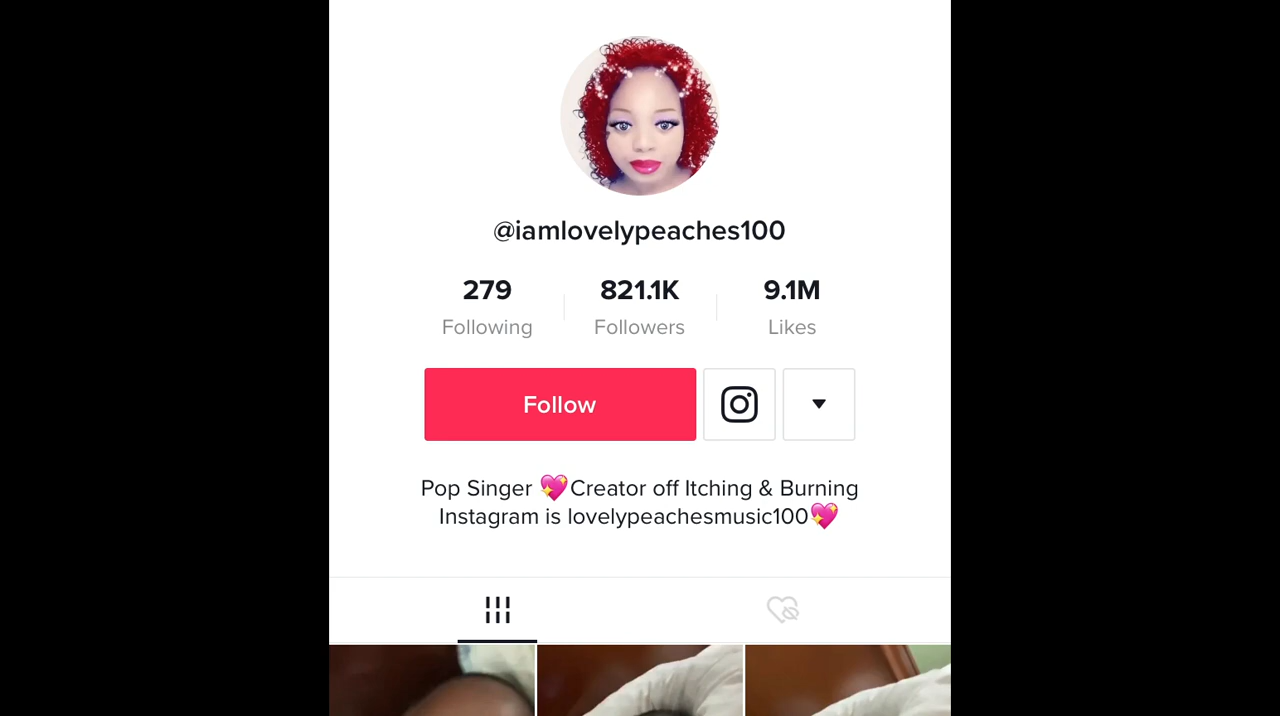 @iamlovelypeaches100
279 821.1K 9.1M
Following Followers Likes
Follow
Pop Singer 💖Creator off Itching & Burning
Instagram is lovelypeachesmusic100💖